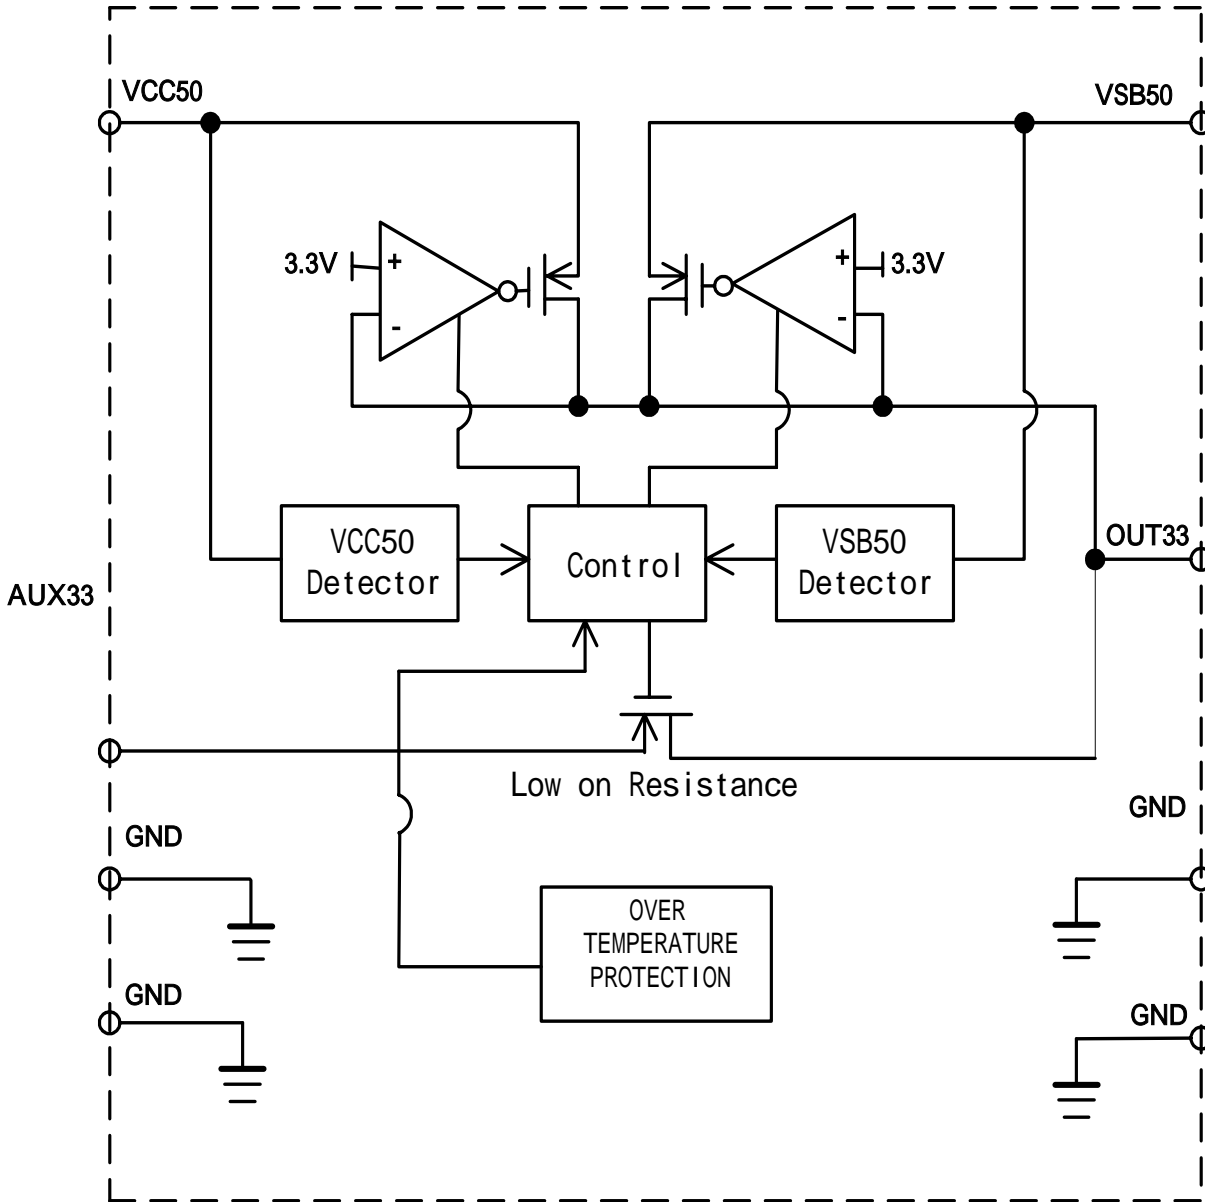 VCC50
VSB50
3.3V
+
-
+
-
3.3V
VCC50
Detector
Control
VSB50
Detector
OUT33
AUX33
Low on Resistance
GND
GND
OVER
TEMPERATURE
PROTECTION
GND
GND